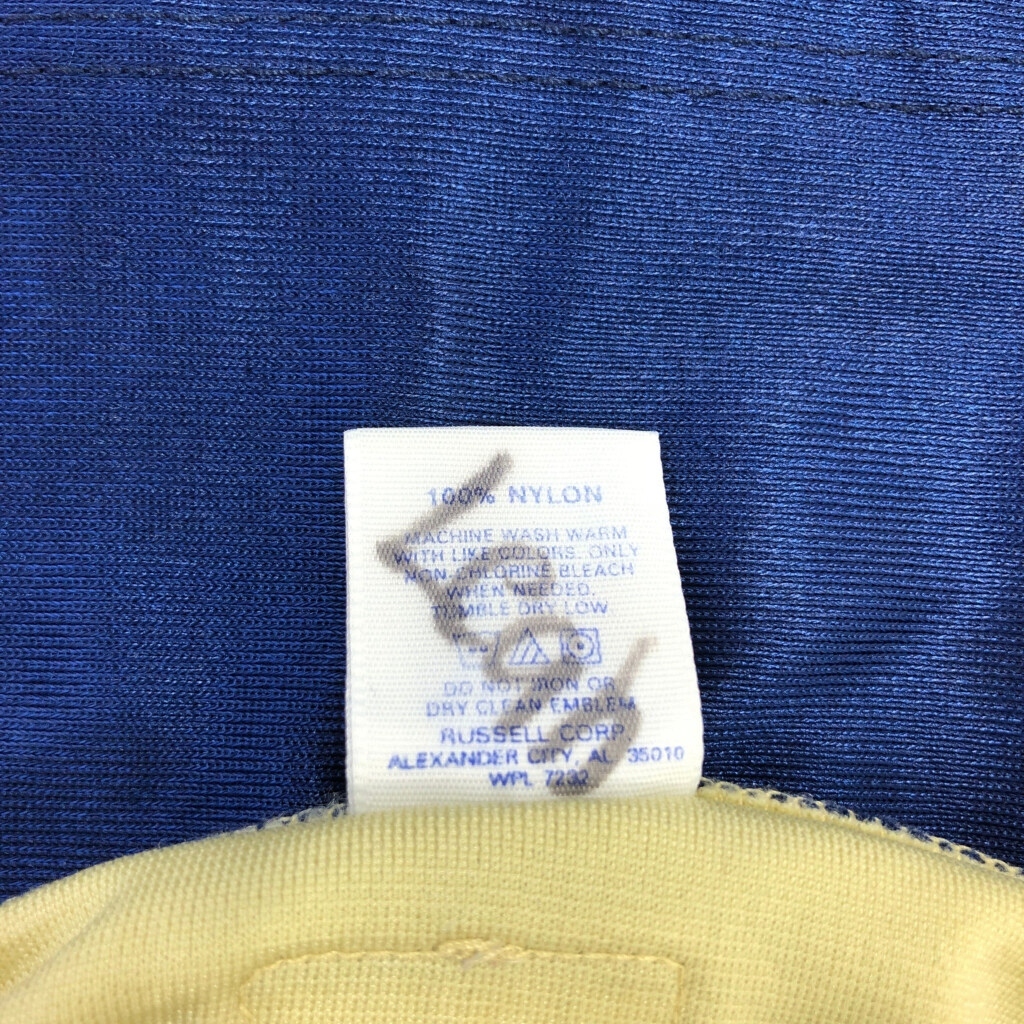 100% NYLON
MACHINE WASH WARM
WITH LIKE COLORS. ONLY
NON-CHLORINE BLEACH
WHEN NEEDED.
TUMBLE DRY LOW
DO NOT IRON OR
DRY CLEAN EMBLEM
RUSSELL CORP.
ALEXANDER CITY, AL 35010
WPL 7232